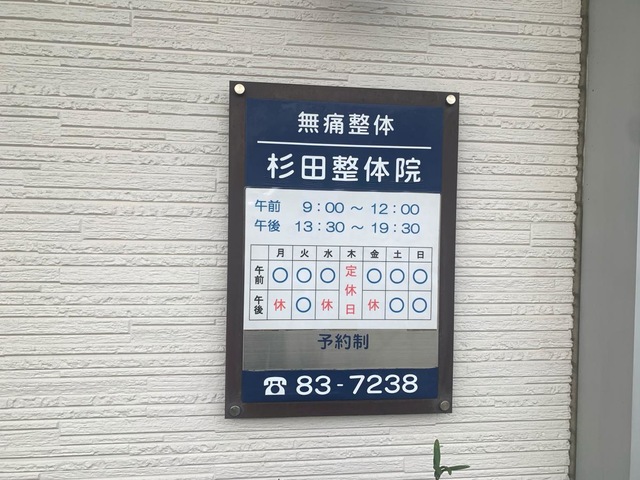 無痛整体
杉田整体院
午前 9:00 〜 12:00
午後 13:30 〜 19:30
月 火 水 木 金 土 日
午前 〇 〇 〇 定休日 〇 〇 〇
午後 休 〇 休 休 〇 〇
予約制
☎ 83-7238